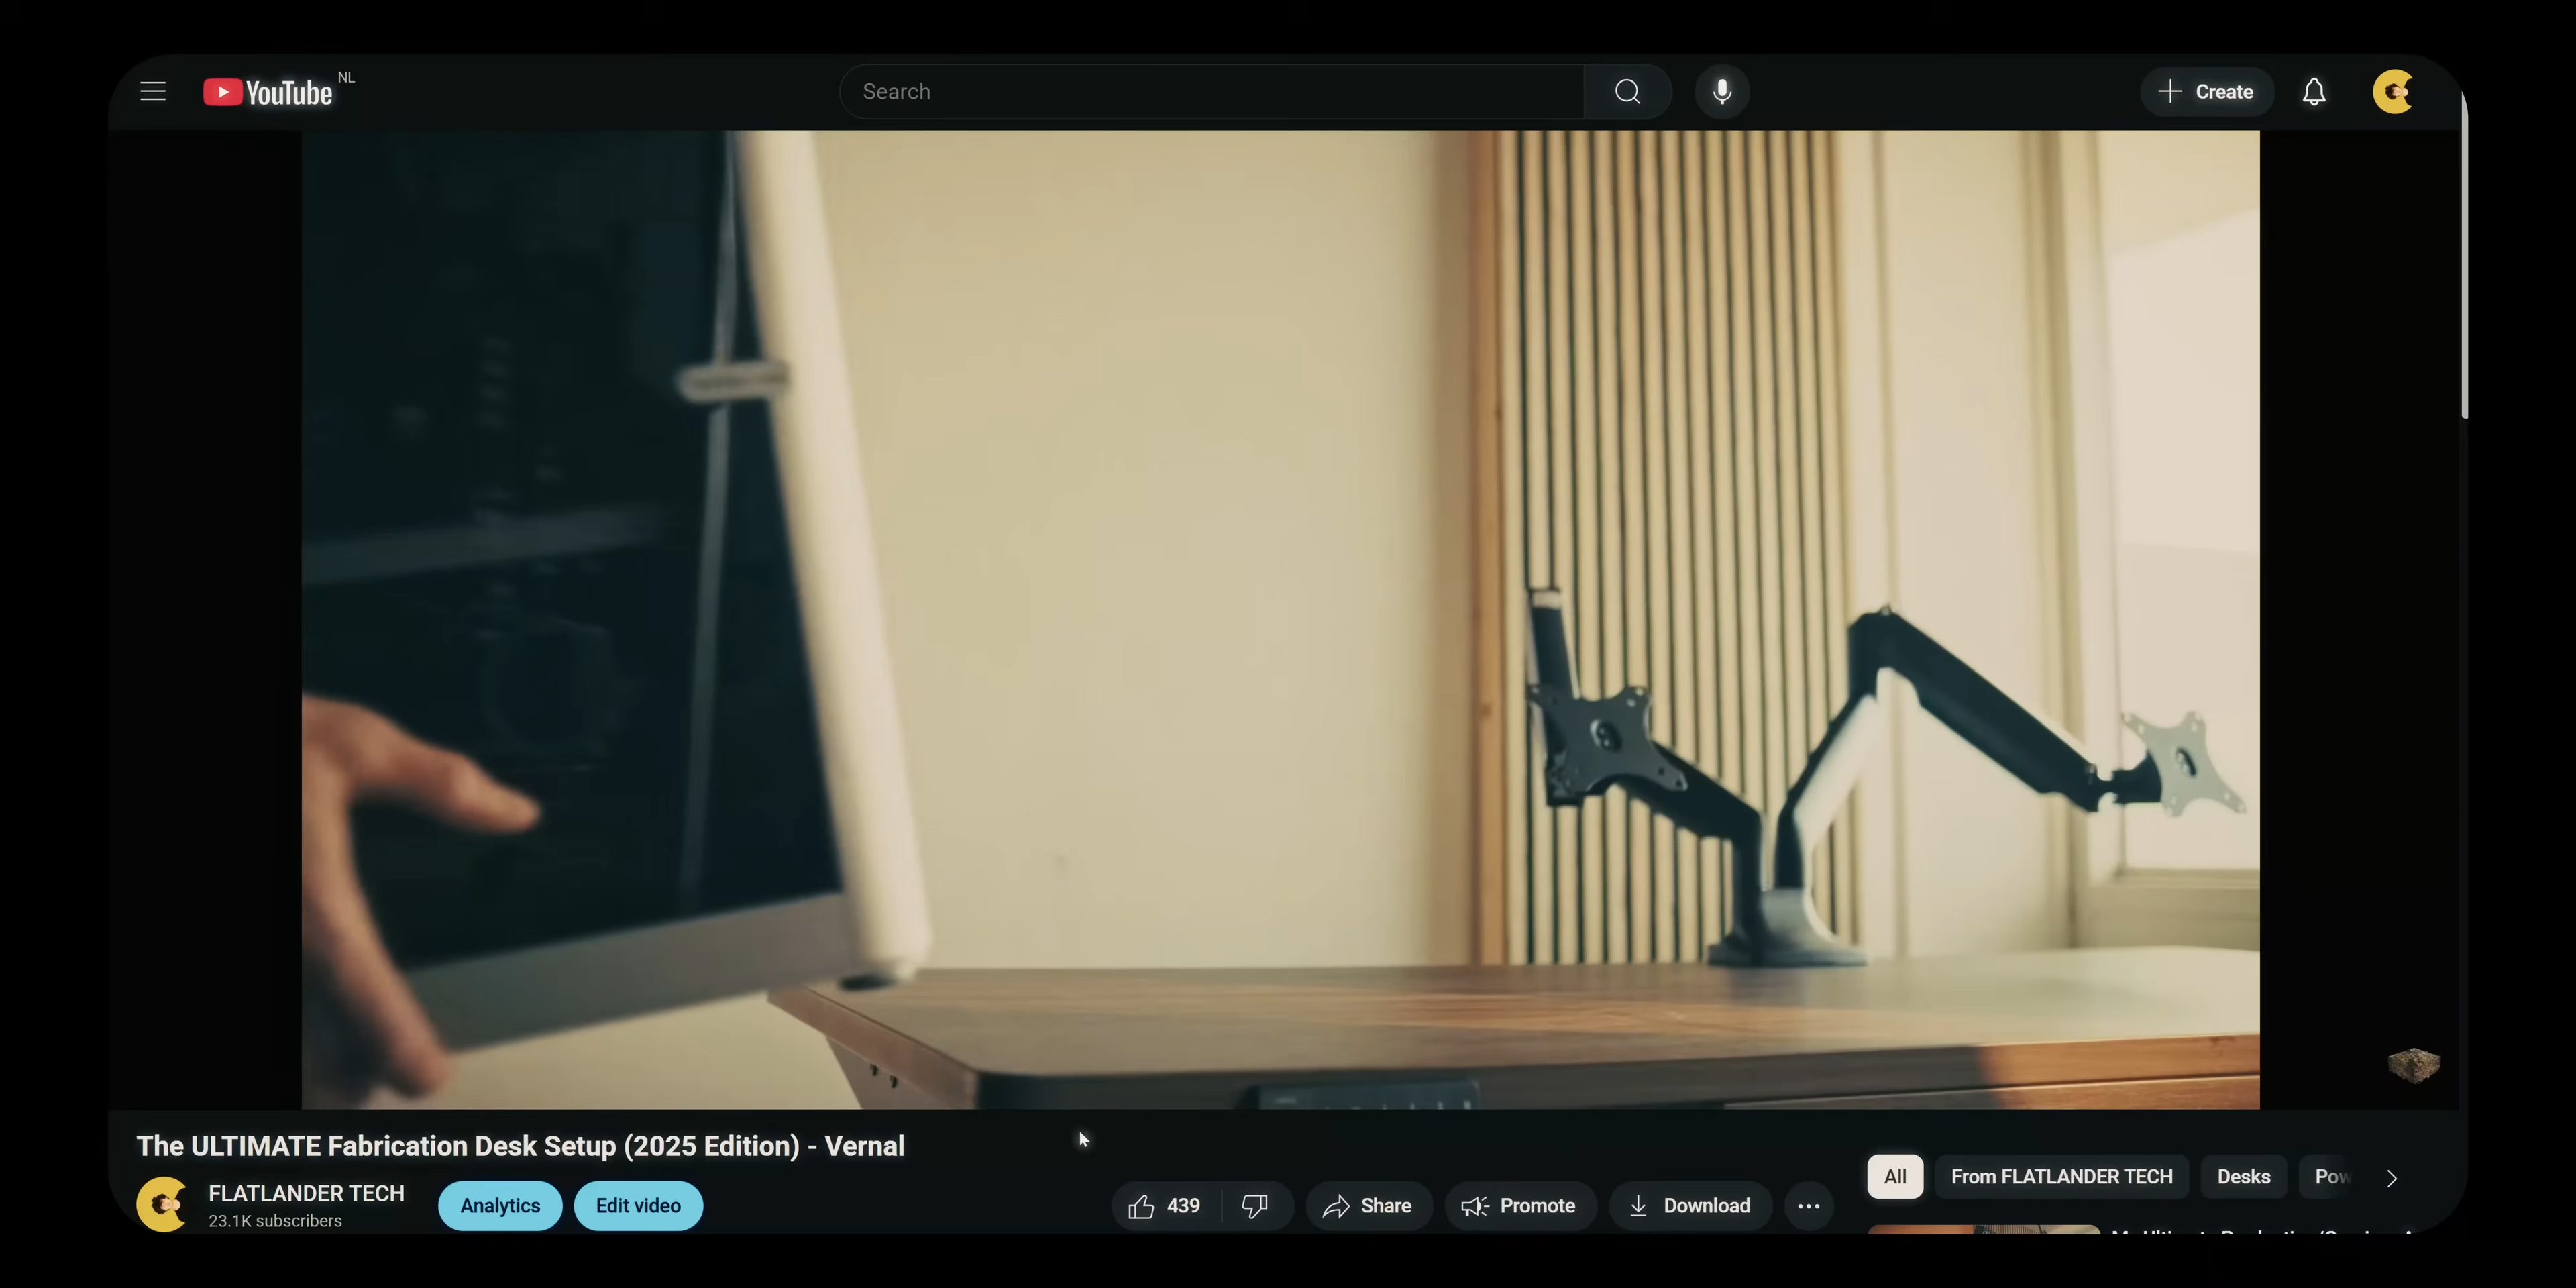 YouTube NL
Search
Create
The ULTIMATE Fabrication Desk Setup (2025 Edition) - Vernal
FLATLANDER TECH
23.1K subscribers
Analytics
Edit video
439
Share
Promote
Download
All
From FLATLANDER TECH
Desks